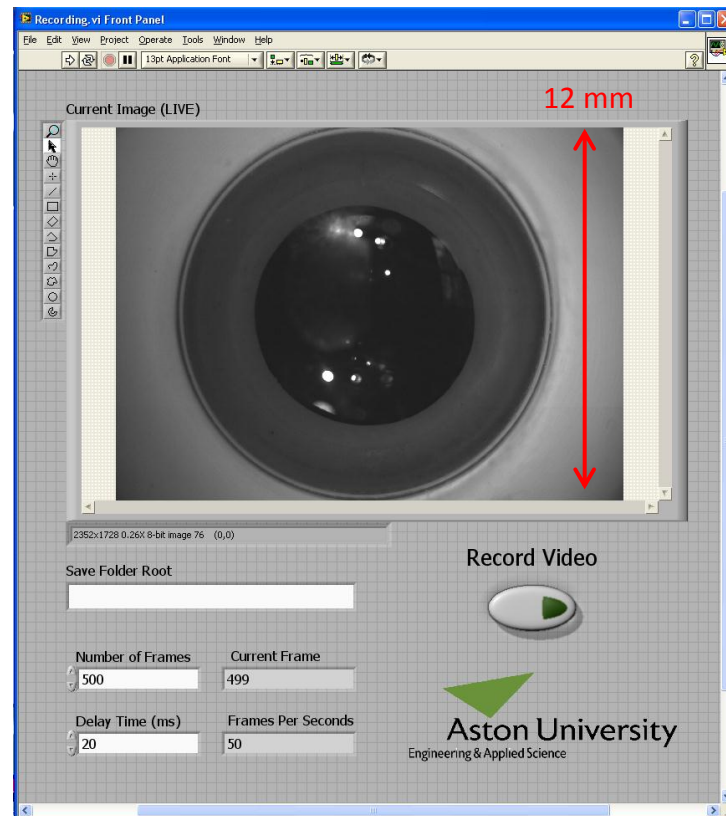 Recording.vi Front Panel
File Edit View Project Operate Tools Window Help
13pt Application Font
?
Current Image (LIVE)
12 mm
2352x1728 0.26X 8-bit image 76 (0,0)
Save Folder Root
Record Video
Number of Frames
Current Frame
500
499
Delay Time (ms)
Frames Per Seconds
20
50
Aston University
Engineering & Applied Science